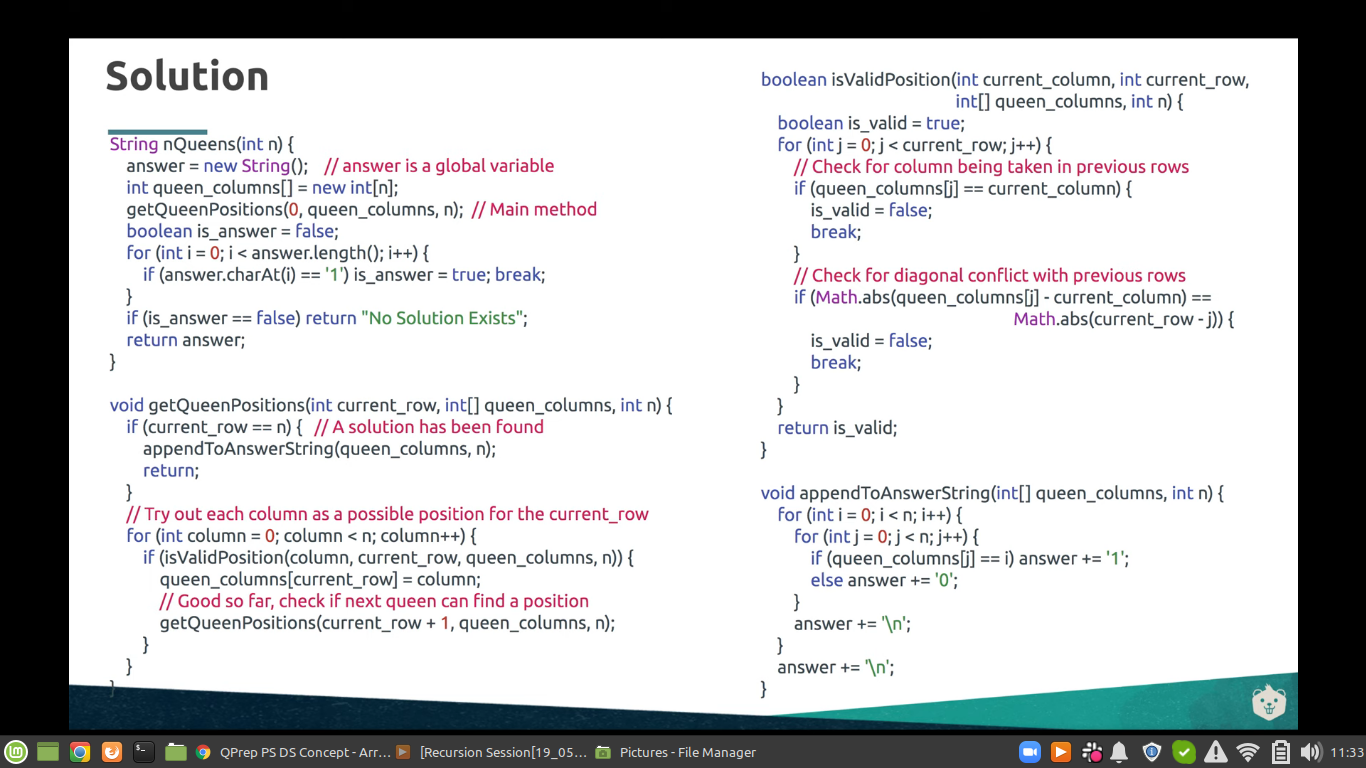 Solution
String nQueens(int n) {
answer = new String(); // answer is a global variable
int queen_columns[] = new int[n];
getQueenPositions(0, queen_columns, n); // Main method
boolean is_answer = false;
for (int i = 0; i < answer.length(); i++) {
if (answer.charAt(i) == '1') is_answer = true; break;
}
if (is_answer == false) return "No Solution Exists";
return answer;
}
void getQueenPositions(int current_row, int[] queen_columns, int n) {
if (current_row == n) { // A solution has been found
appendToAnswerString(queen_columns, n);
return;
}
// Try out each column as a possible position for the current_row
for (int column = 0; column < n; column++) {
if (isValidPosition(column, current_row, queen_columns, n)) {
queen_columns[current_row] = column;
// Good so far, check if next queen can find a position
getQueenPositions(current_row + 1, queen_columns, n);
}
}
}
boolean isValidPosition(int current_column, int current_row,
int[] queen_columns, int n) {
boolean is_valid = true;
for (int j = 0; j < current_row; j++) {
// Check for column being taken in previous rows
if (queen_columns[j] == current_column) {
is_valid = false;
break;
}
// Check for diagonal conflict with previous rows
if (Math.abs(queen_columns[j] - current_column) ==
Math.abs(current_row - j)) {
is_valid = false;
break;
}
}
return is_valid;
}
void appendToAnswerString(int[] queen_columns, int n) {
for (int i = 0; i < n; i++) {
for (int j = 0; j < n; j++) {
if (queen_columns[j] == i) answer += '1';
else answer += '0';
}
answer += '\n';
}
answer += '\n';
}
QPrep PS DS Concept - Arr...
[Recursion Session[19_05...
Pictures - File Manager
11:33